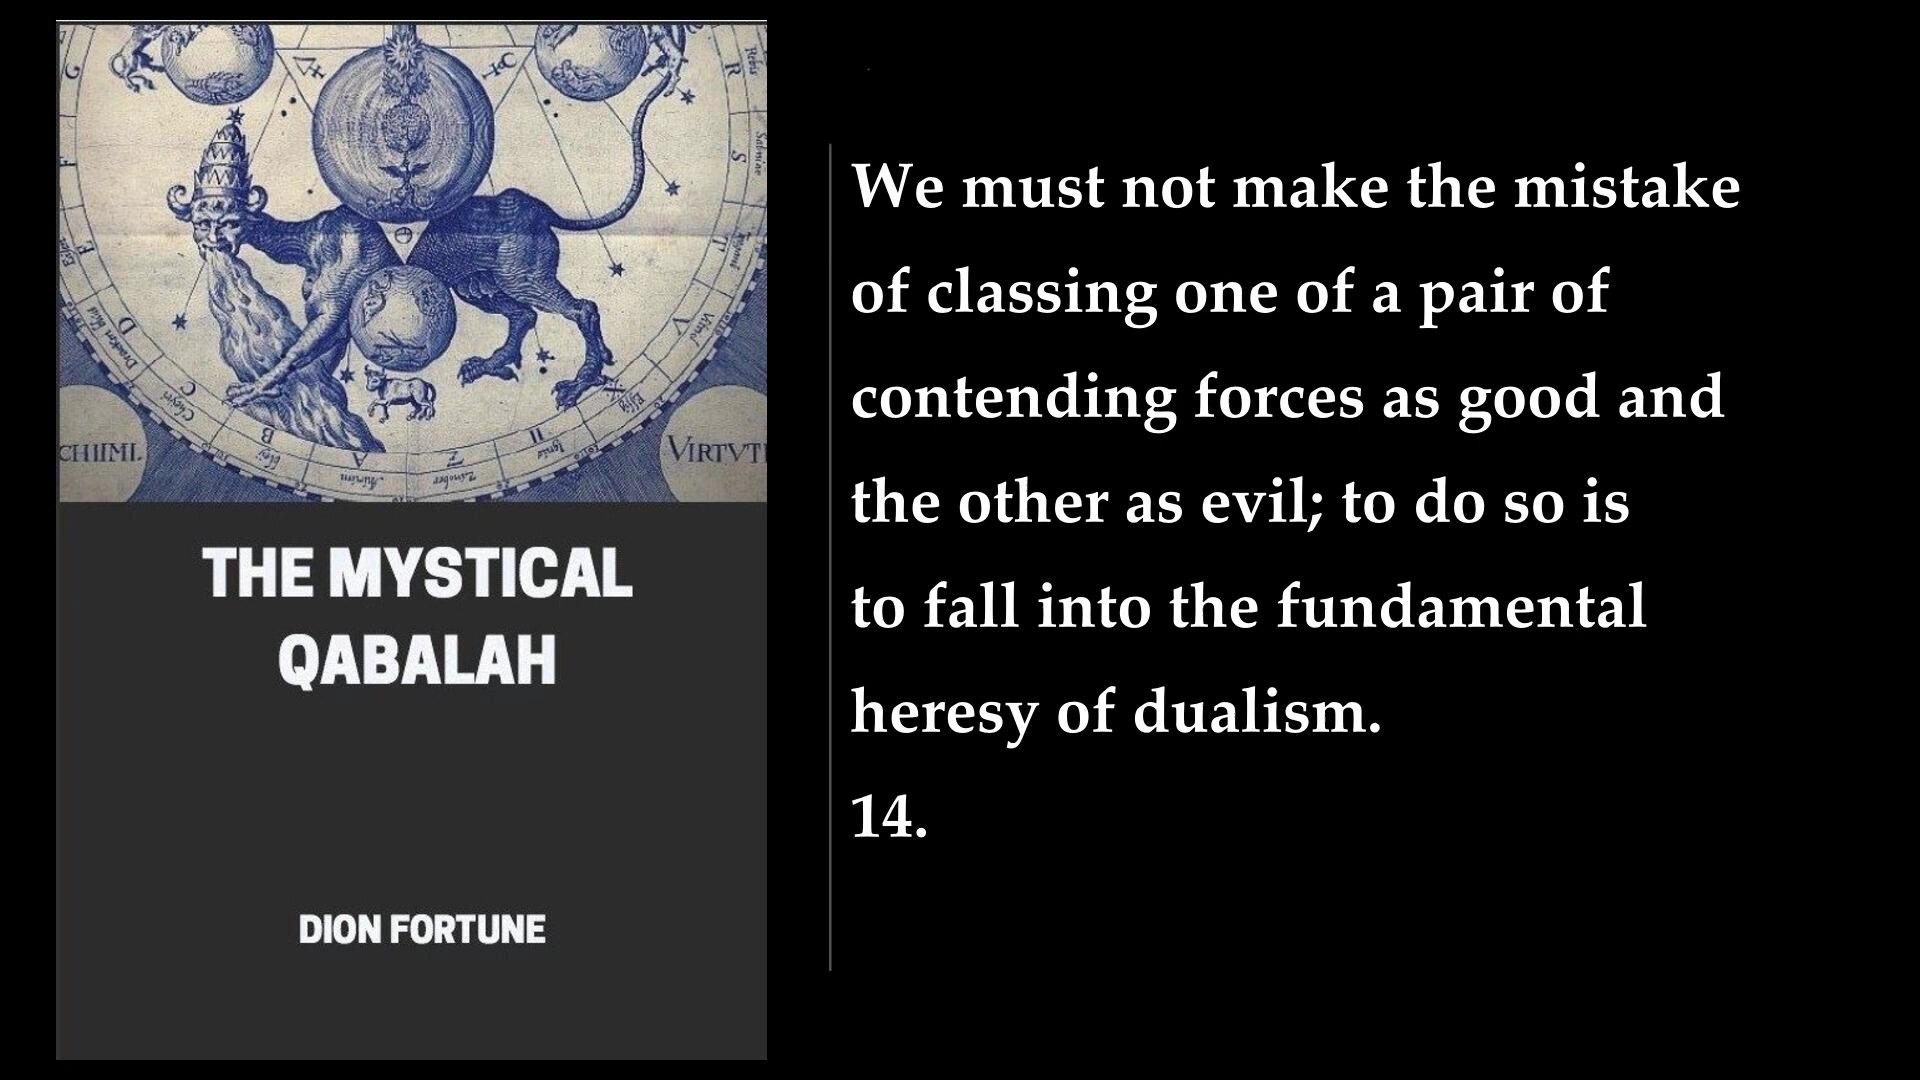 THE MYSTICAL
QABALAH
DION FORTUNE
CHIIMI.
VIRTVTI
We must not make the mistake
of classing one of a pair of
contending forces as good and
the other as evil; to do so is
to fall into the fundamental
heresy of dualism.
14.